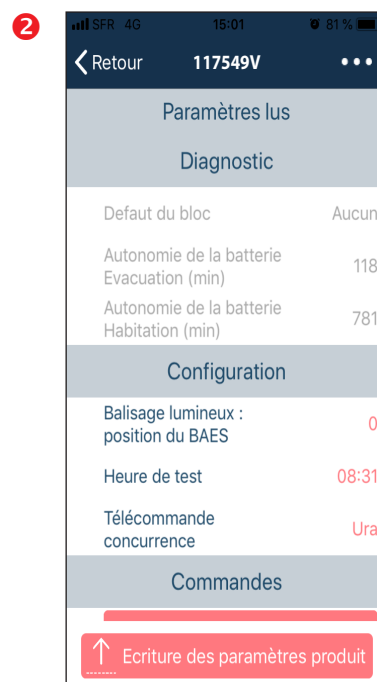 2
SFR 4G 15:01 81 %
Retour 117549V
Paramètres lus
Diagnostic
Defaut du bloc Aucun
Autonomie de la batterie
Evacuation (min) 118
Autonomie de la batterie
Habitation (min) 781
Configuration
Balisage lumineux :
position du BAES 0
Heure de test 08:31
Télécommande
concurrence Ura
Commandes
Ecriture des paramètres produit